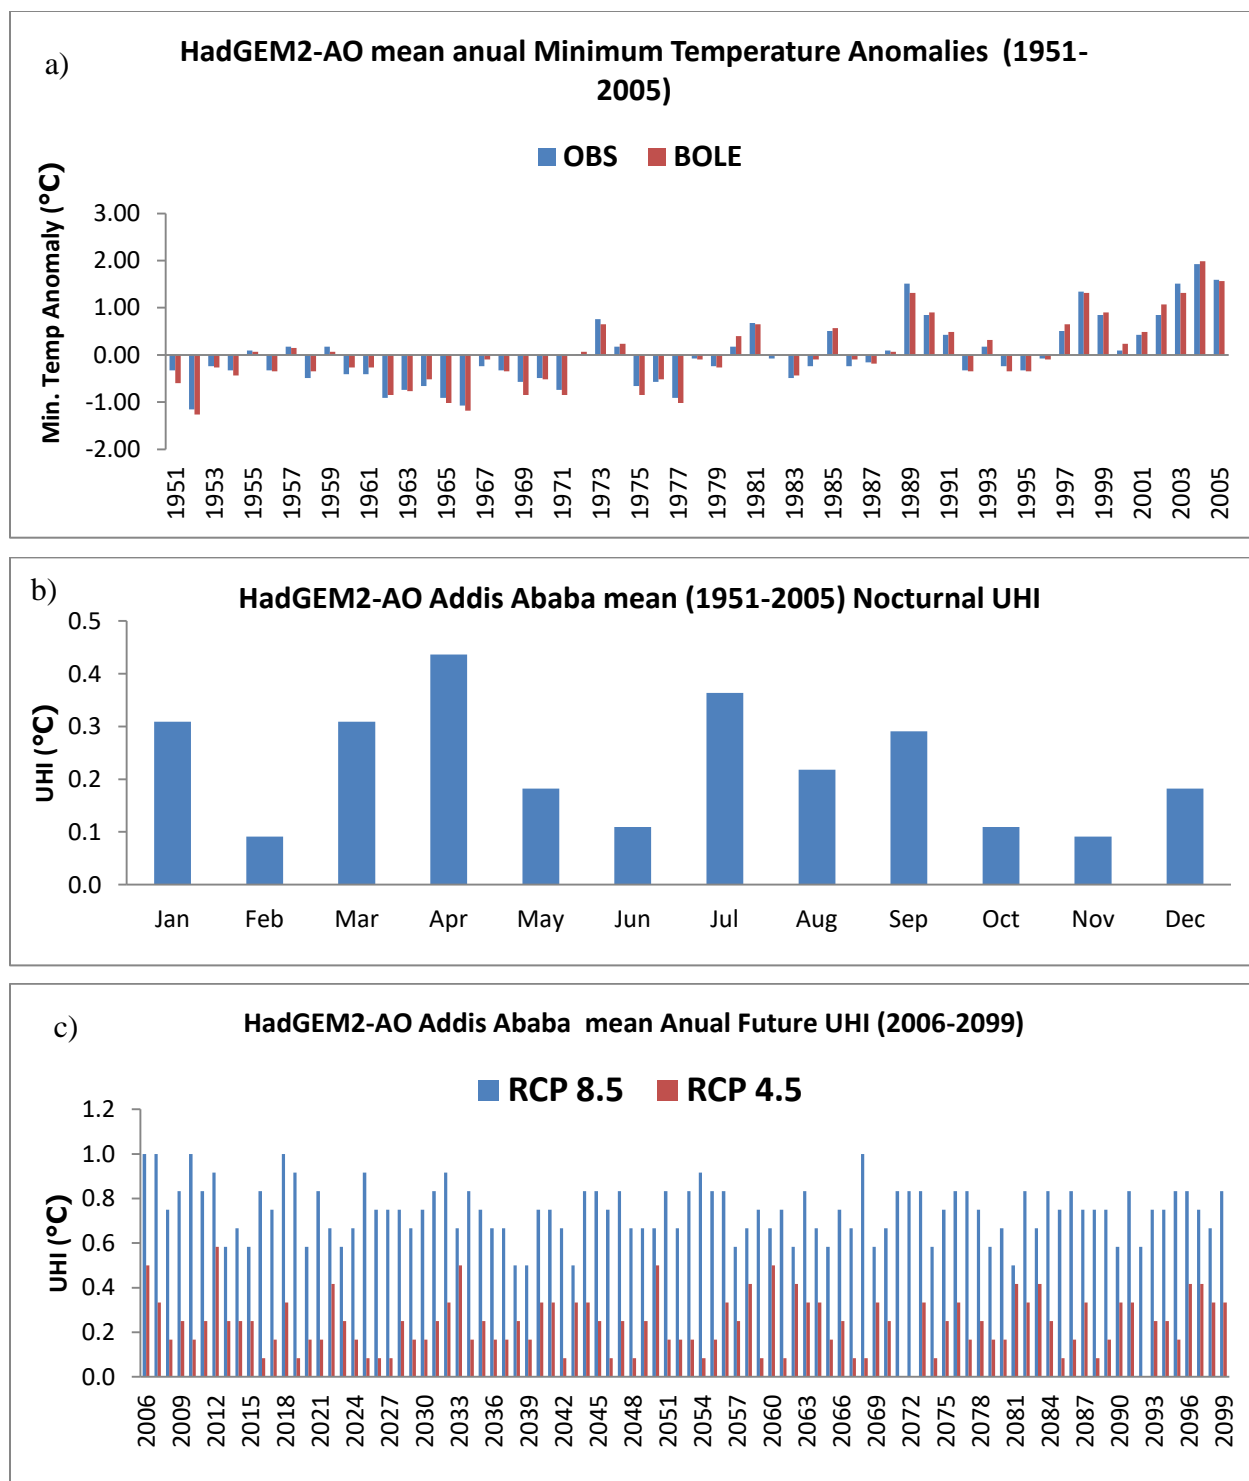 a)
HadGEM2-AO mean anual Minimum Temperature Anomalies (1951-
2005)
OBS BOLE
Min. Temp Anomaly (°C)
3.00
2.00
1.00
0.00
-1.00
-2.00
1951 1953 1955 1957 1959 1961 1963 1965 1967 1969 1971 1973 1975 1977 1979 1981 1983 1985 1987 1989 1991 1993 1995 1997 1999 2001 2003 2005
b)
HadGEM2-AO Addis Ababa mean (1951-2005) Nocturnal UHI
UHI (°C)
0.5
0.4
0.3
0.2
0.1
0.0
Jan Feb Mar Apr May Jun Jul Aug Sep Oct Nov Dec
c)
HadGEM2-AO Addis Ababa mean Anual Future UHI (2006-2099)
RCP 8.5 RCP 4.5
UHI (°C)
1.2
1.0
0.8
0.6
0.4
0.2
0.0
2006 2009 2012 2015 2018 2021 2024 2027 2030 2033 2036 2039 2042 2045 2048 2051 2054 2057 2060 2063 2066 2069 2072 2075 2078 2081 2084 2087 2090 2093 2096 2099